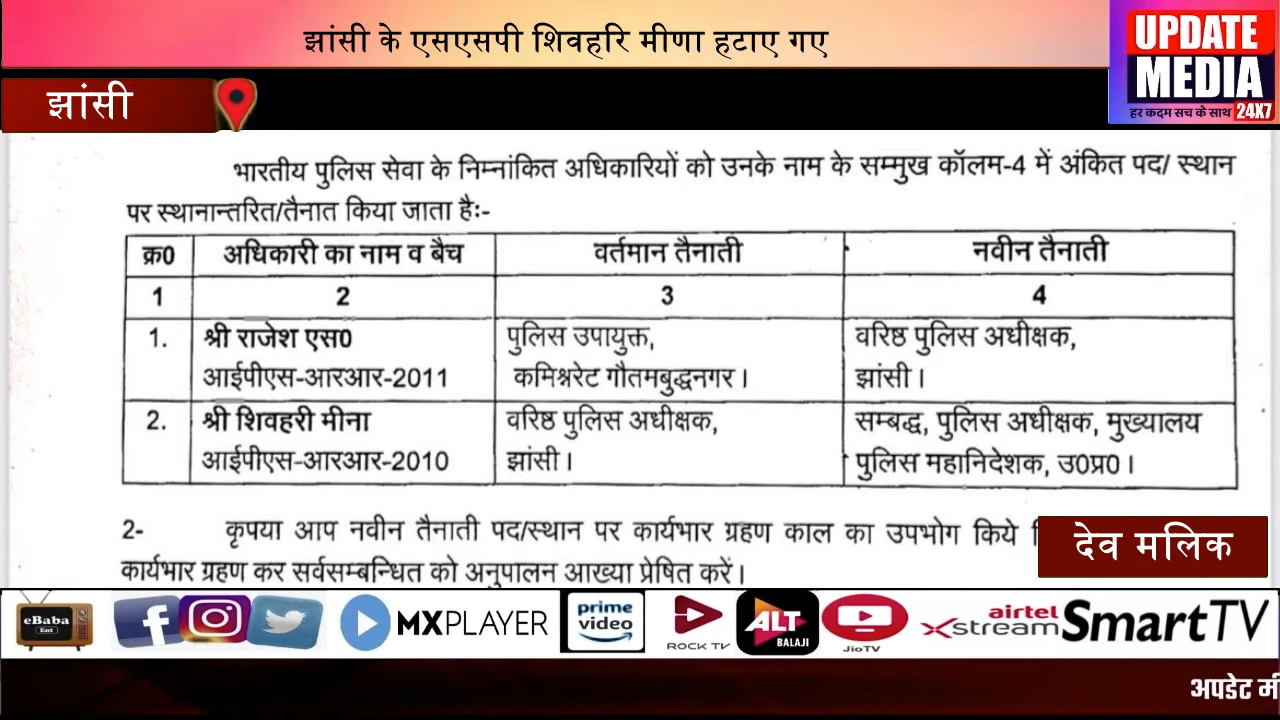 झांसी के एसएसपी शिवहरि मीणा हटाए गए
UPDATE
MEDIA
हर कदम सच के साथ 24X7
झांसी
भारतीय पुलिस सेवा के निम्नांकित अधिकारियों को उनके नाम के सम्मुख कॉलम-4 में अंकित पद/ स्थान
पर स्थानान्तरित/तैनात किया जाता हैः-
क्र0 अधिकारी का नाम व बैच वर्तमान तैनाती नवीन तैनाती
1 2 3 4
1. श्री राजेश एस0 पुलिस उपायुक्त, वरिष्ठ पुलिस अधीक्षक,
आईपीएस-आरआर-2011 कमिश्नरेट गौतमबुद्धनगर। झांसी।
2. श्री शिवहरी मीना वरिष्ठ पुलिस अधीक्षक, सम्बद्ध, पुलिस अधीक्षक, मुख्यालय
आईपीएस-आरआर-2010 झांसी। पुलिस महानिदेशक, उ0प्र0।
2- कृपया आप नवीन तैनाती पद/स्थान पर कार्यभार ग्रहण काल का उपभोग किये
देव मलिक
कार्यभार ग्रहण कर सर्वसम्बन्धित को अनुपालन आख्या प्रेषित करें।
eBaba
Ent
MXPLAYER
prime
video
ROCK TV
ALT
BALAJI
JioTV
airtel
xstream
SmartTV
अपडेट मी